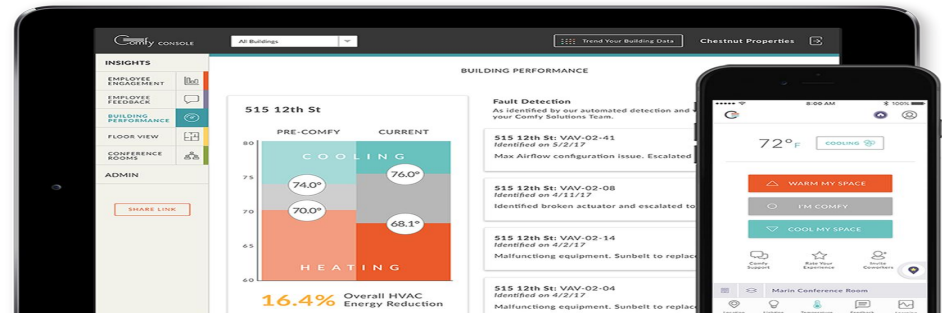 Comfy CONSOLE
All Buildings
Trend Your Building Data
Chestnut Properties
INSIGHTS
EMPLOYEE
ENGAGEMENT
EMPLOYEE
FEEDBACK
BUILDING
PERFORMANCE
FLOOR VIEW
CONFERENCE
ROOMS
ADMIN
SHARE LINK
BUILDING PERFORMANCE
515 12th St
PRE-COMFY
CURRENT
80
75
70
65
60
COOLING
74.0°
76.0°
70.0°
68.1°
HEATING
16.4% Overall HVAC
Energy Reduction
Fault Detection
As identified by our automated detection and
your Comfy Solutions Team.
515 12th St: VAV-02-41
Identified on 5/2/17
Max Airflow configuration issue. Escalated
515 12th St: VAV-02-08
Identified on 4/11/17
Identified broken actuator and escalated to
515 12th St: VAV-02-14
Identified on 4/2/17
Malfunctiong equipment. Sunbelt to replac
515 12th St: VAV-02-04
Identified on 4/2/17
Malfunctiong equipment. Sunbelt to replac
8:00 AM
100%
72° F
COOLING
WARM MY SPACE
I'M COMFY
COOL MY SPACE
Comfy
Support
Rate Your
Experience
Invite
Coworkers
Marin Conference Room